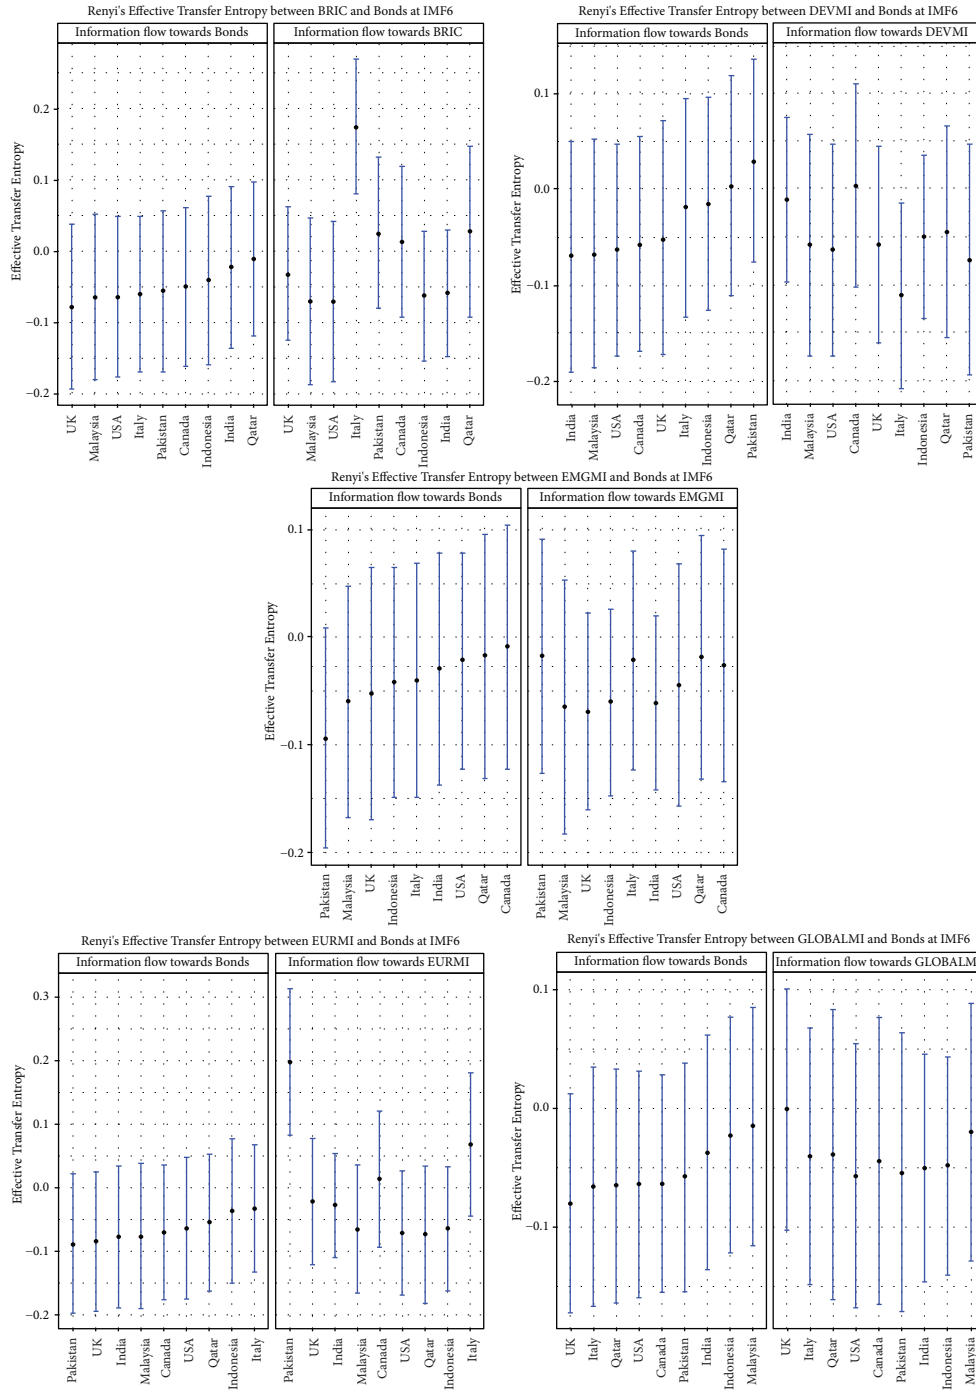 Renyi's Effective Transfer Entropy between BRIC and Bonds at IMF6
Information flow towards Bonds
Information flow towards BRIC
Effective Transfer Entropy
0.2
0.1
0.0
−0.1
−0.2
UK
Malaysia
USA
Italy
Pakistan
Canada
Indonesia
India
Qatar
UK
Malaysia
USA
Italy
Pakistan
Canada
Indonesia
India
Qatar
Renyi's Effective Transfer Entropy between DEVMI and Bonds at IMF6
Information flow towards Bonds
Information flow towards DEVMI
Effective Transfer Entropy
0.1
0.0
−0.1
−0.2
India
Malaysia
USA
Canada
UK
Italy
Indonesia
Qatar
Pakistan
India
Malaysia
USA
Canada
UK
Italy
Indonesia
Qatar
Pakistan
Renyi's Effective Transfer Entropy between EMGMI and Bonds at IMF6
Information flow towards Bonds
Information flow towards EMGMI
Effective Transfer Entropy
0.1
0.0
−0.1
−0.2
Pakistan
Malaysia
UK
Indonesia
Italy
India
USA
Qatar
Canada
Pakistan
Malaysia
UK
Indonesia
Italy
India
USA
Qatar
Canada
Renyi's Effective Transfer Entropy between EURMI and Bonds at IMF6
Information flow towards Bonds
Information flow towards EURMI
Effective Transfer Entropy
0.3
0.2
0.1
0.0
−0.1
−0.2
Pakistan
UK
India
Malaysia
Canada
USA
Qatar
Indonesia
Italy
Pakistan
UK
India
Malaysia
Canada
USA
Qatar
Indonesia
Italy
Renyi's Effective Transfer Entropy between GLOBALMI and Bonds at IMF6
Information flow towards Bonds
Information flow towards GLOBALM
Effective Transfer Entropy
0.1
0.0
−0.1
UK
Italy
Qatar
USA
Canada
Pakistan
India
Indonesia
Malaysia
UK
Italy
Qatar
USA
Canada
Pakistan
India
Indonesia
Malaysia